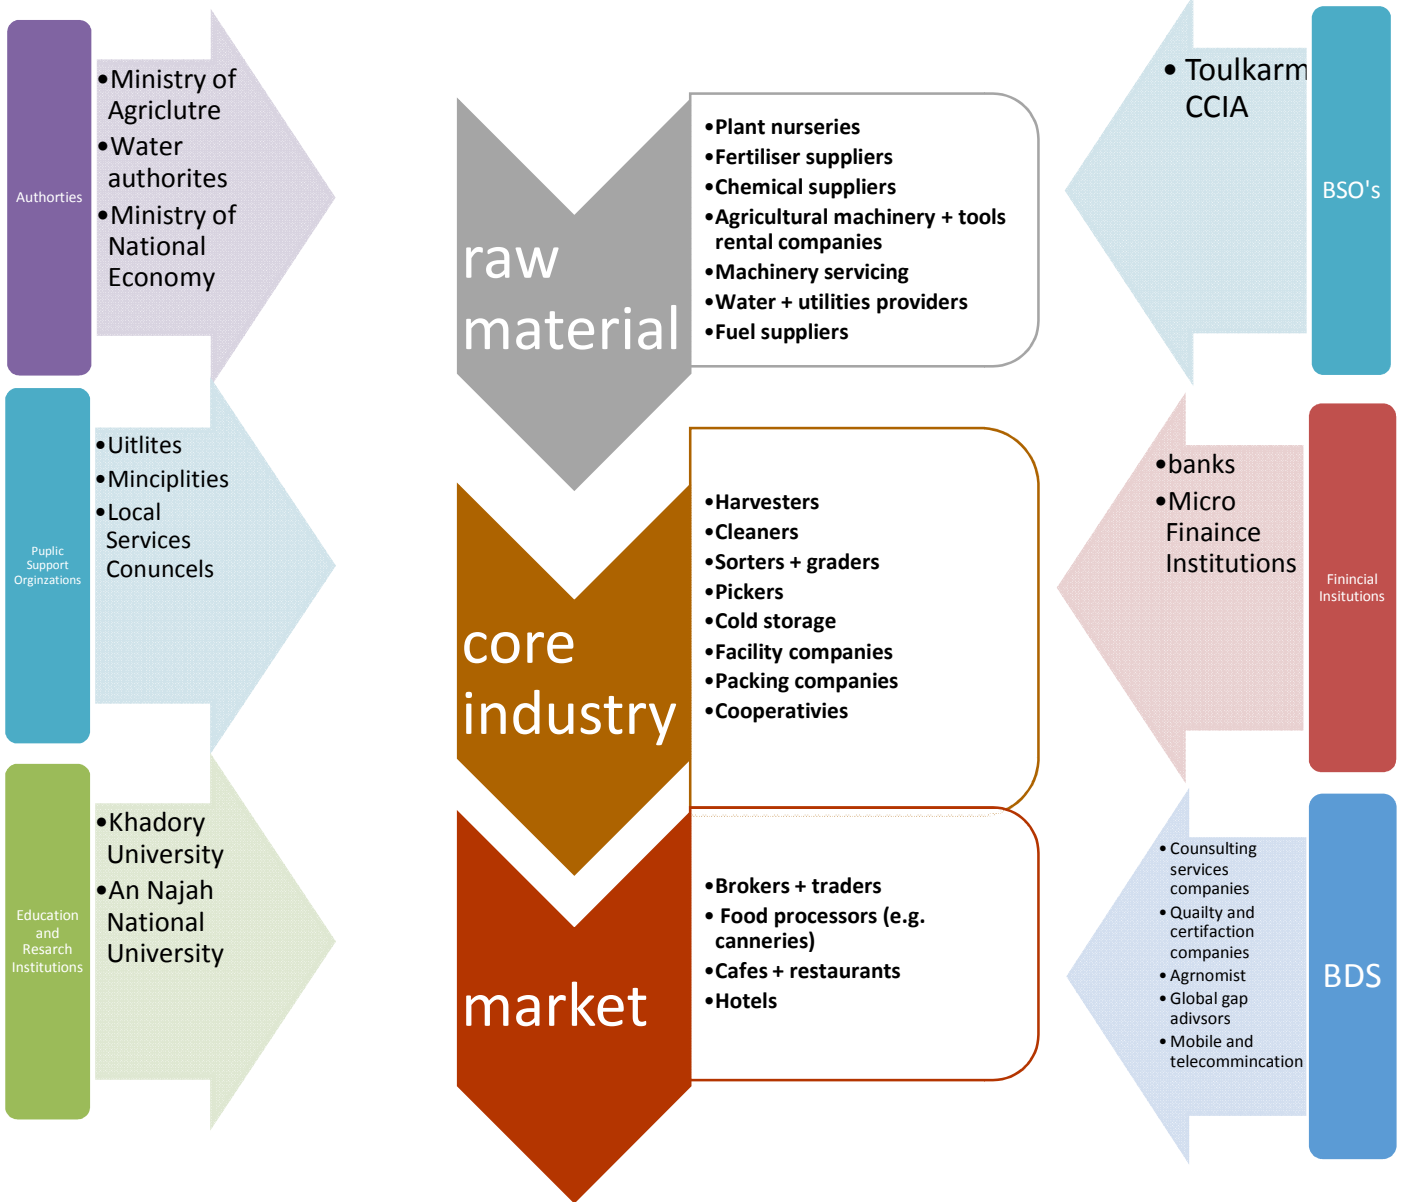 Authorties
•Ministry of
Agriclutre
•Water
authorites
•Ministry of
National
Economy
Puplic
Support
Orginzations
•Uitlites
•Minciplities
•Local
Services
Conuncels
Education
and
Resarch
Institutions
•Khadory
University
•An Najah
National
University
raw
material
•Plant nurseries
•Fertiliser suppliers
•Chemical suppliers
•Agricultural machinery + tools
rental companies
•Machinery servicing
•Water + utilities providers
•Fuel suppliers
core
industry
•Harvesters
•Cleaners
•Sorters + graders
•Pickers
•Cold storage
•Facility companies
•Packing companies
•Cooperativies
market
•Brokers + traders
• Food processors (e.g.
canneries)
•Cafes + restaurants
•Hotels
• Toulkarm
CCIA
BSO's
•banks
•Micro
Finaince
Institutions
Finincial
Insitutions
• Counsulting
services
companies
• Quailty and
certifaction
companies
• Agrnomist
• Global gap
adivsors
• Mobile and
telecommincation
BDS